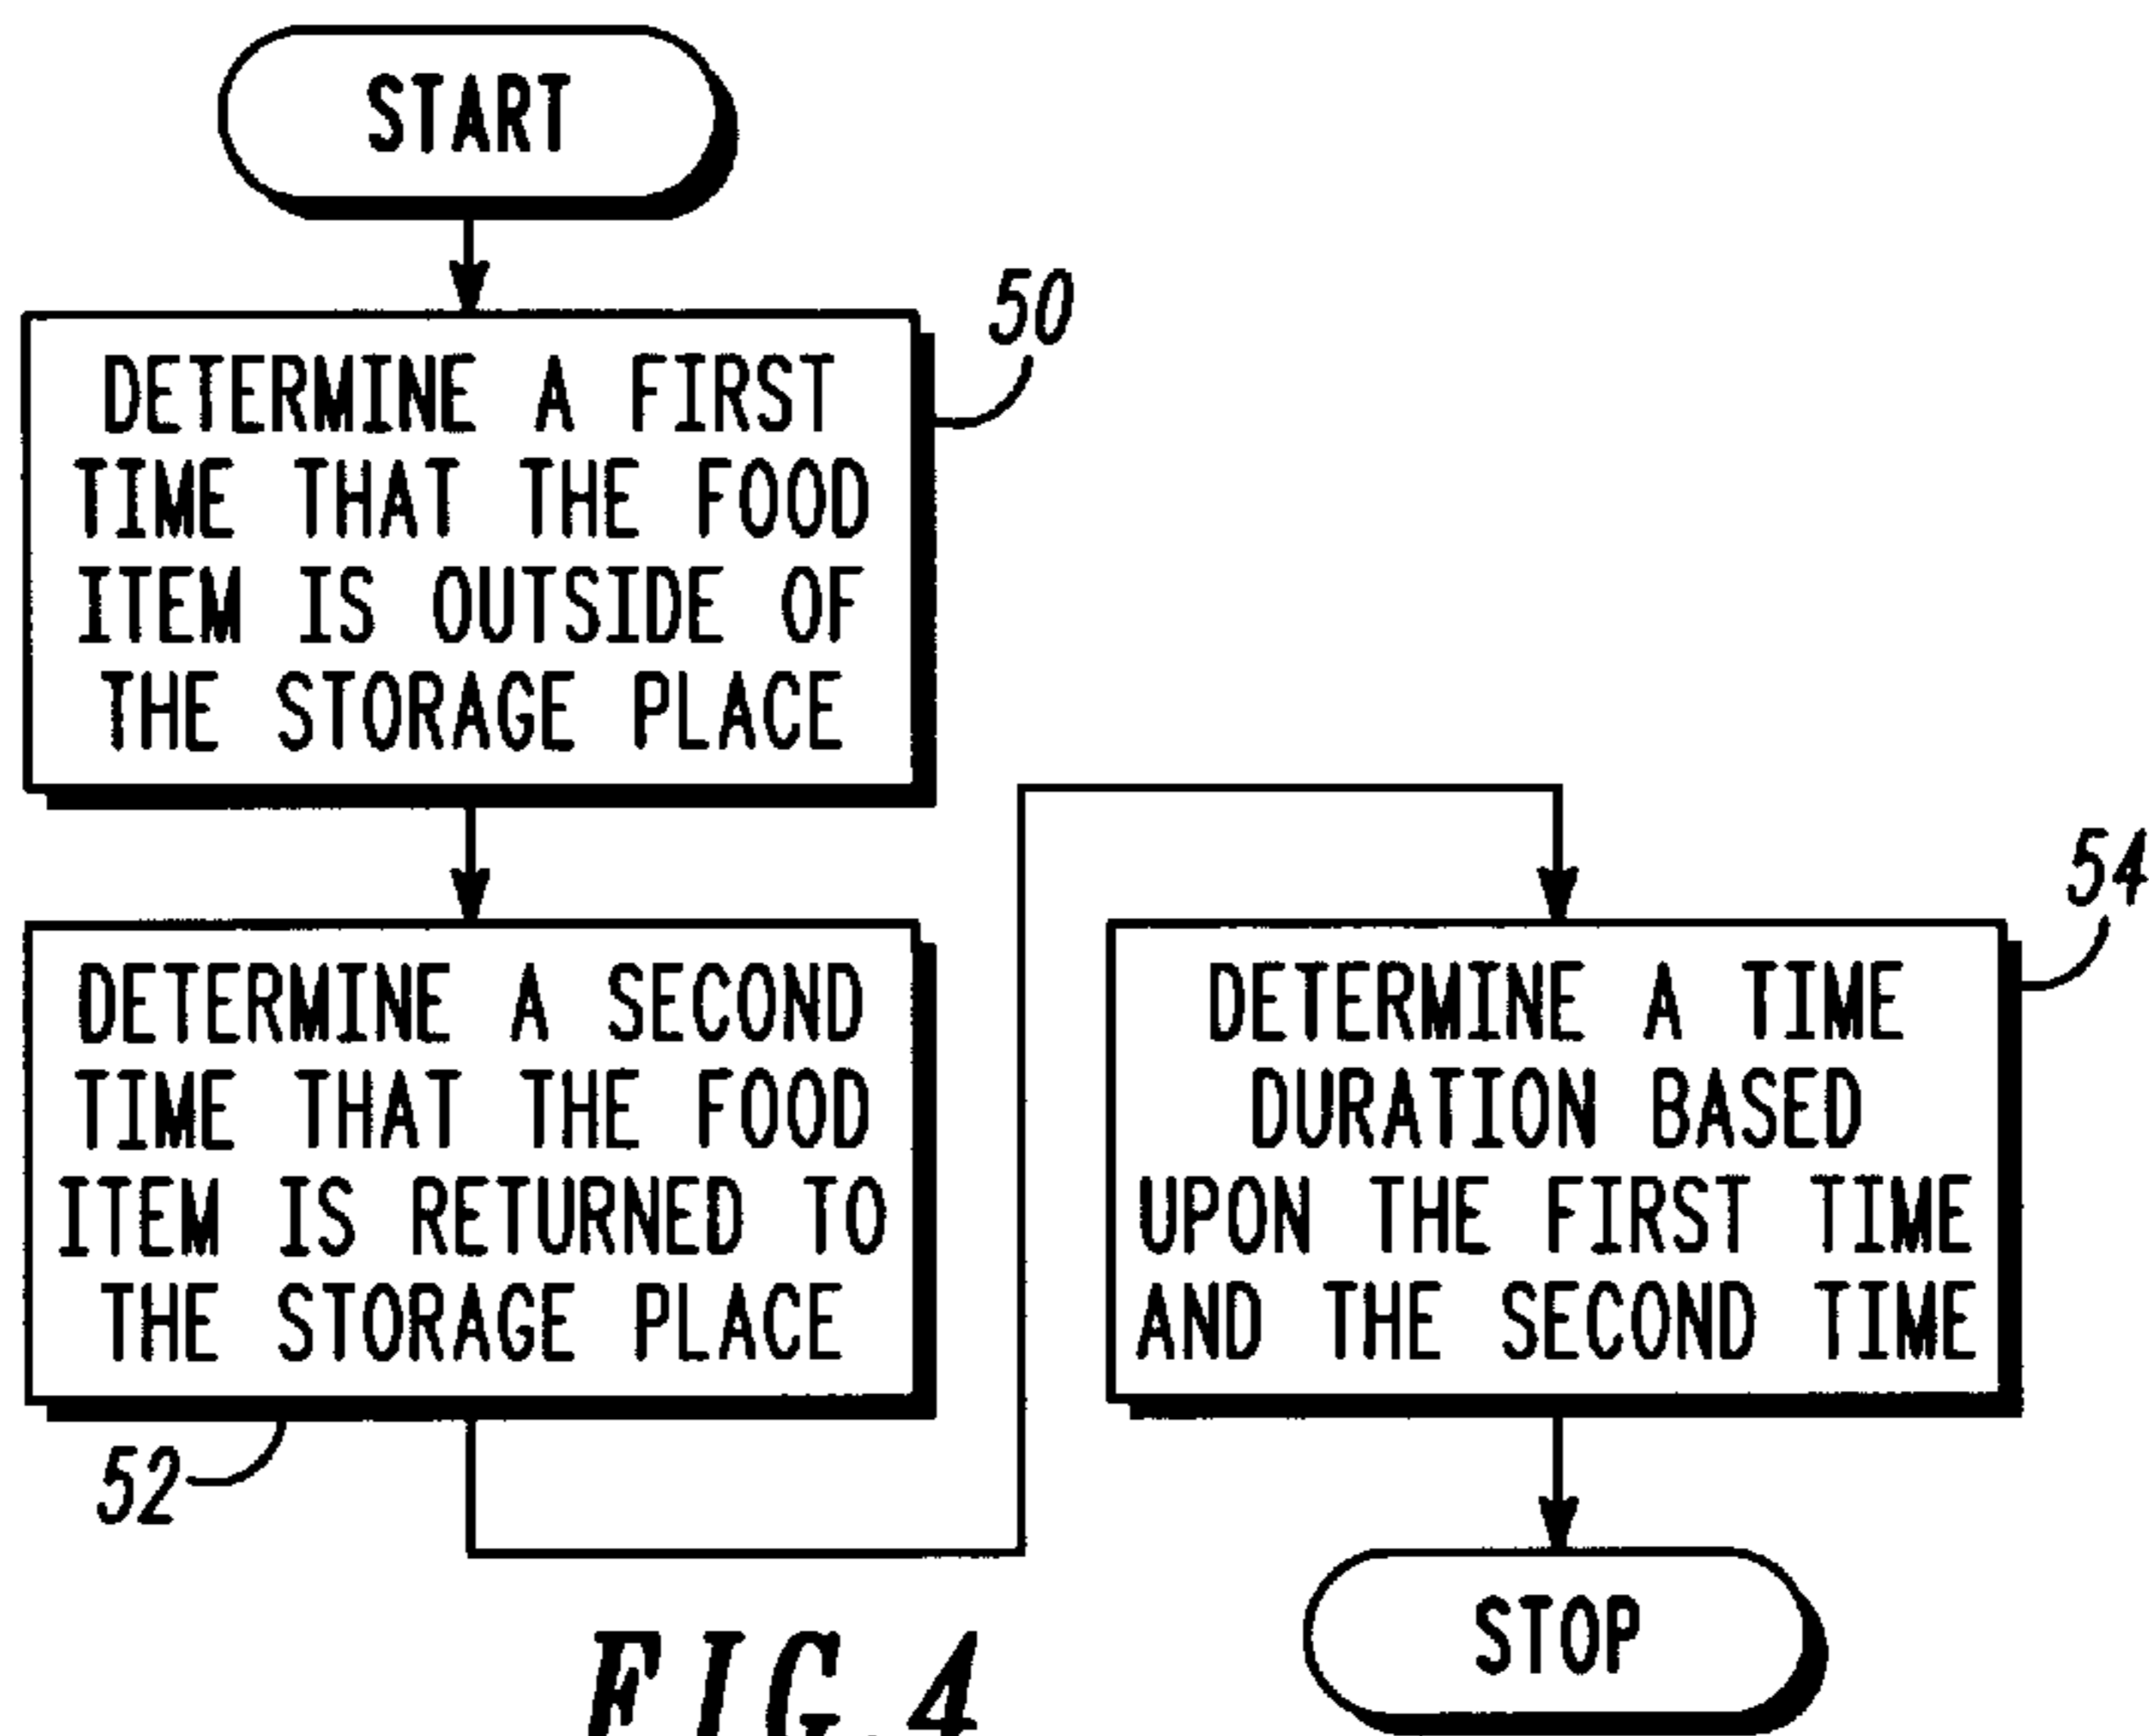 START
50
DETERMINE A FIRST
TIME THAT THE FOOD
ITEM IS OUTSIDE OF
THE STORAGE PLACE
DETERMINE A SECOND
TIME THAT THE FOOD
ITEM IS RETURNED TO
THE STORAGE PLACE
52
54
DETERMINE A TIME
DURATION BASED
UPON THE FIRST TIME
AND THE SECOND TIME
STOP
FIG.4